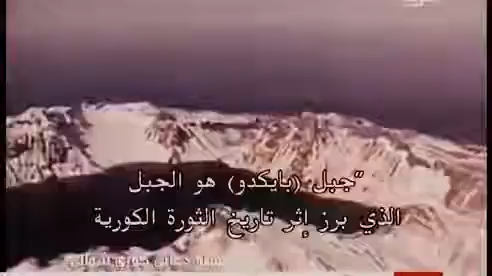 "جبل (بايكدو) هو الجبل
الذي برز إثر تاريخ الثورة الكورية